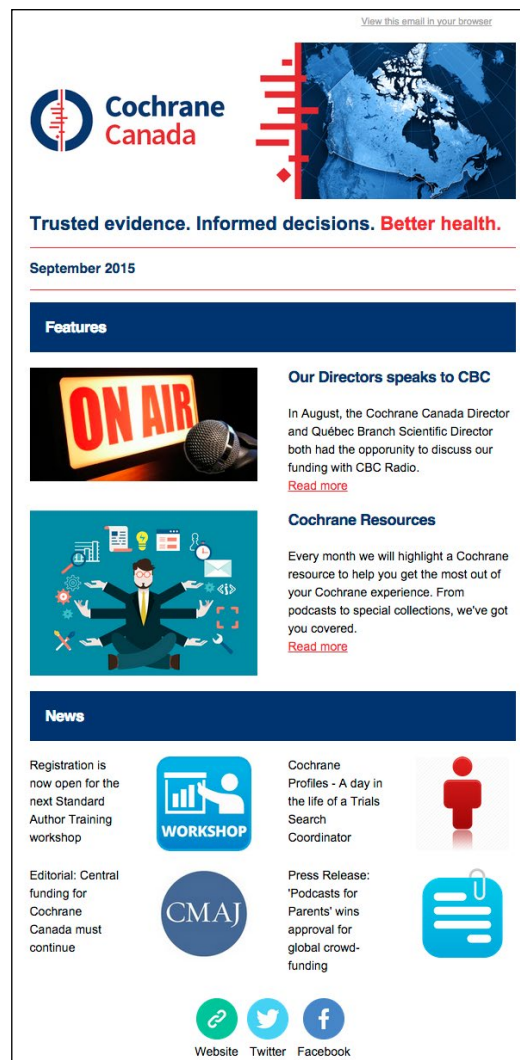 View this email in your browser
Cochrane
Canada
Trusted evidence. Informed decisions. Better health.
September 2015
Features
ON AIR
Our Directors speaks to CBC
In August, the Cochrane Canada Director
and Québec Branch Scientific Director
both had the opporunity to discuss our
funding with CBC Radio.
Read more
Cochrane Resources
Every month we will highlight a Cochrane
resource to help you get the most out of
your Cochrane experience. From
podcasts to special collections, we've got
you covered.
Read more
News
Registration is
now open for the
next Standard
Author Training
workshop
WORKSHOP
Cochrane
Profiles - A day in
the life of a Trials
Search
Coordinator
Editorial: Central
funding for
Cochrane
Canada must
continue
CMAJ
Press Release:
'Podcasts for
Parents' wins
approval for
global crowd-
funding
Website Twitter Facebook